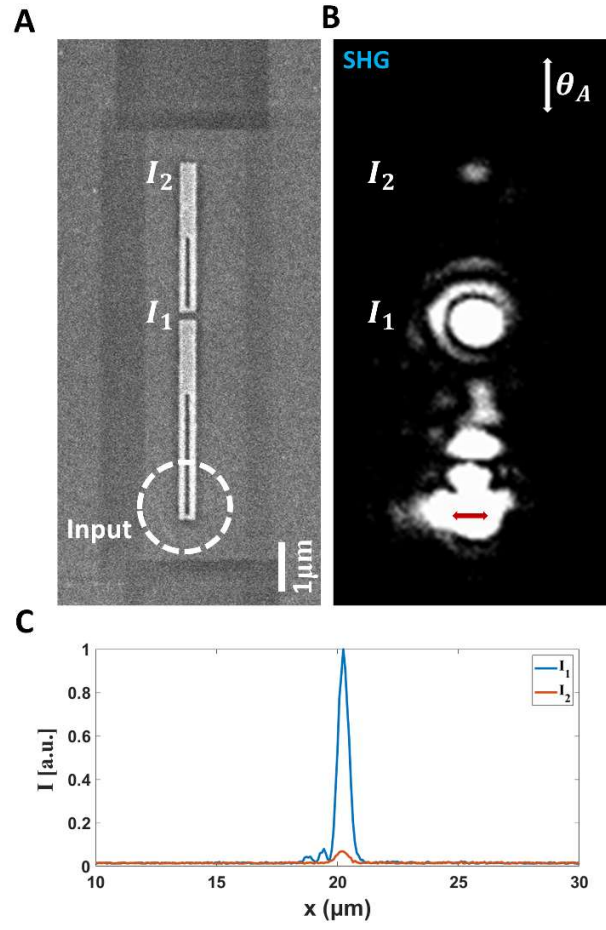 A
B
SHG
θ_A
I₂
I₂
I₁
I₁
Input
1μm
C
I₁
I₂
I [a.u.]
1
0.8
0.6
0.4
0.2
0
10
15
20
25
30
x (μm)